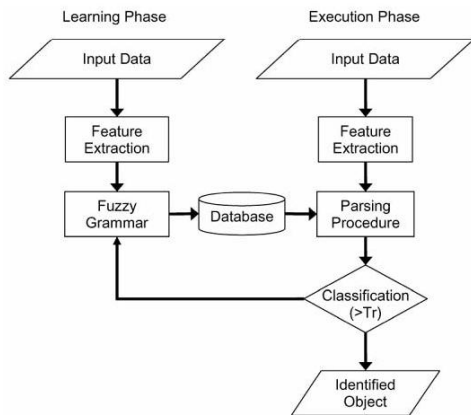 Learning Phase
Execution Phase
Input Data
Input Data
Feature
Extraction
Feature
Extraction
Fuzzy
Grammar
Database
Parsing
Procedure
Classification
(>Tr)
Identified
Object